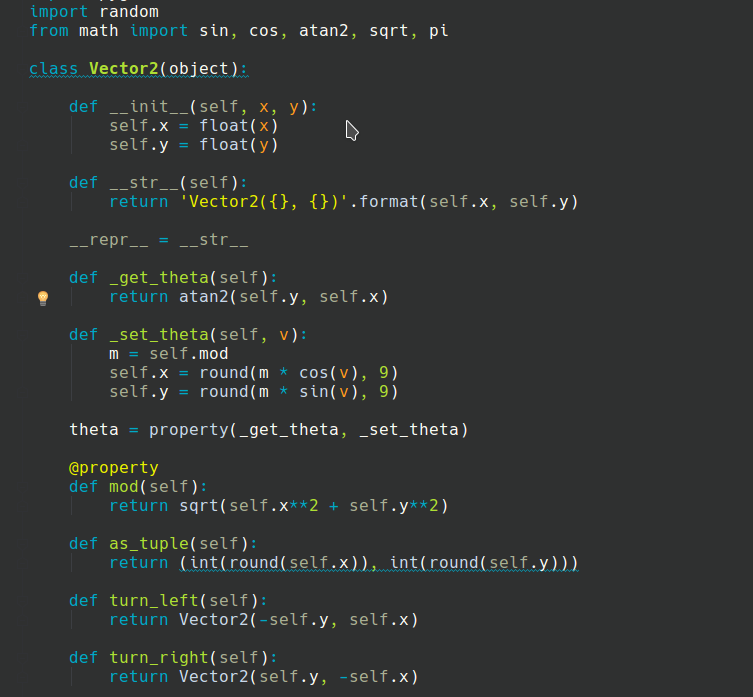 import random
from math import sin, cos, atan2, sqrt, pi
class Vector2(object):
def __init__(self, x, y):
self.x = float(x)
self.y = float(y)
def __str__(self):
return 'Vector2({}, {})'.format(self.x, self.y)
__repr__ = __str__
def _get_theta(self):
return atan2(self.y, self.x)
def _set_theta(self, v):
m = self.mod
self.x = round(m * cos(v), 9)
self.y = round(m * sin(v), 9)
theta = property(_get_theta, _set_theta)
@property
def mod(self):
return sqrt(self.x**2 + self.y**2)
def as_tuple(self):
return (int(round(self.x)), int(round(self.y)))
def turn_left(self):
return Vector2(-self.y, self.x)
def turn_right(self):
return Vector2(self.y, -self.x)